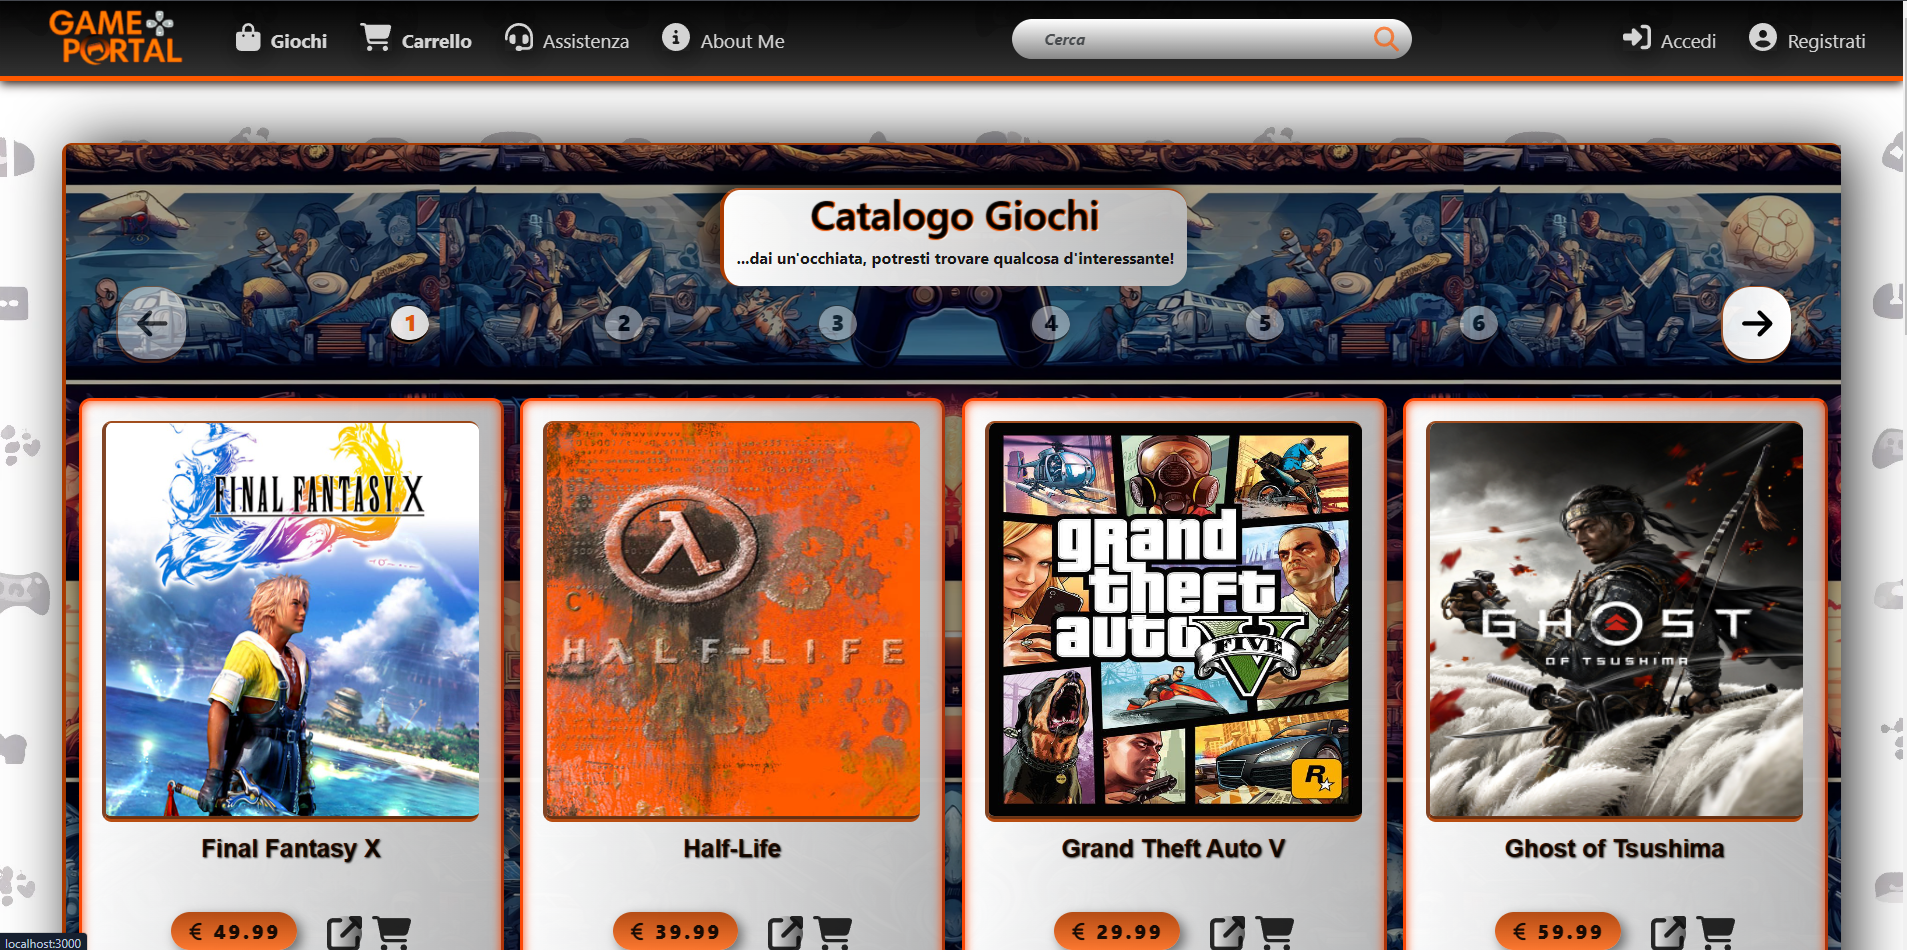 GAME PORTAL
Giochi
Carrello
Assistenza
About Me
Cerca
Accedi
Registrati
Catalogo Giochi
...dai un'occhiata, potresti trovare qualcosa d'interessante!
1 2 3 4 5 6
FINAL FANTASY X
HALF-LIFE
grand
theft
auto V
FIVE
R
GHOST
OF TSUSHIMA
Final Fantasy X
Half-Life
Grand Theft Auto V
Ghost of Tsushima
€ 49.99
€ 39.99
€ 29.99
€ 59.99
localhost:3000